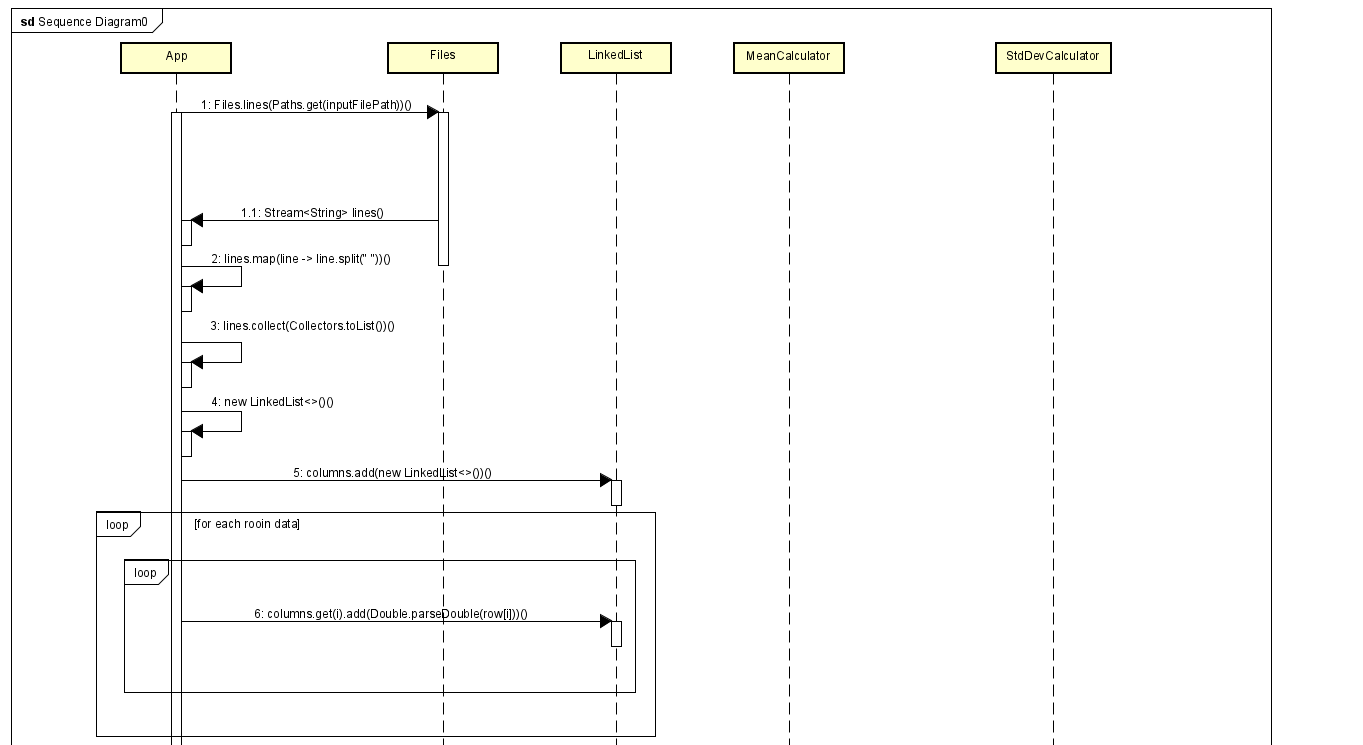 sd Sequence Diagram0
App
Files
LinkedList
MeanCalculator
StdDevCalculator
1: Files.lines(Paths.get(inputFilePath))()
1.1: Stream<String> lines()
2: lines.map(line -> line.split(" "))()
3: lines.collect(Collectors.toList())()
4: new LinkedList<>()()
5: columns.add(new LinkedList<>())()
loop
[for each rooin data]
loop
6: columns.get(i).add(Double.parseDouble(row[i]))()